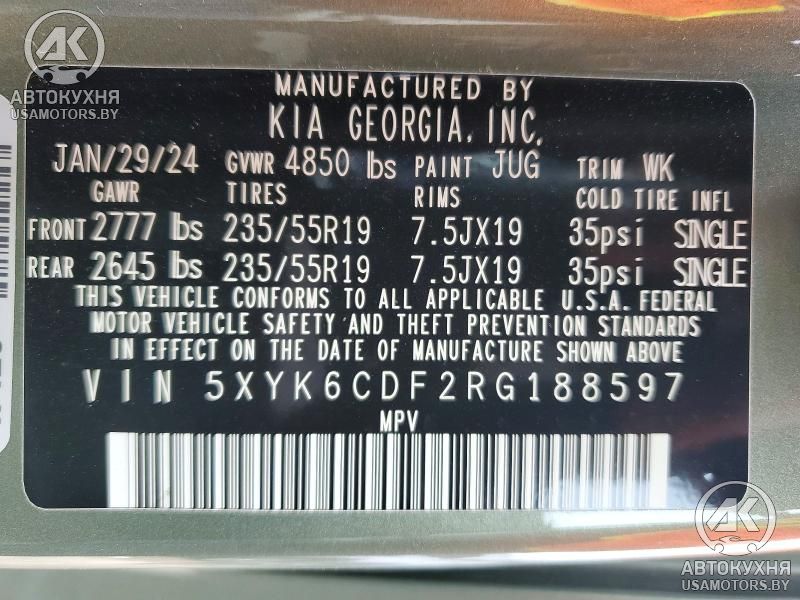 AK
АВТОКУХНЯ
USAMOTORS.BY
MANUFACTURED BY
KIA GEORGIA, INC.
JAN/29/24 GVWR 4850 lbs PAINT JUG TRIM WK
GAWR TIRES RIMS COLD TIRE INFL
FRONT 2777 lbs 235/55R19 7.5JX19 35psi SINGLE
REAR 2645 lbs 235/55R19 7.5JX19 35psi SINGLE
THIS VEHICLE CONFORMS TO ALL APPLICABLE U.S.A. FEDERAL
MOTOR VEHICLE SAFETY AND THEFT PREVENTION STANDARDS
IN EFFECT ON THE DATE OF MANUFACTURE SHOWN ABOVE
VIN 5XYK6CDF2RG188597
MPV
AK
АВТОКУХНЯ
USAMOTORS.BY